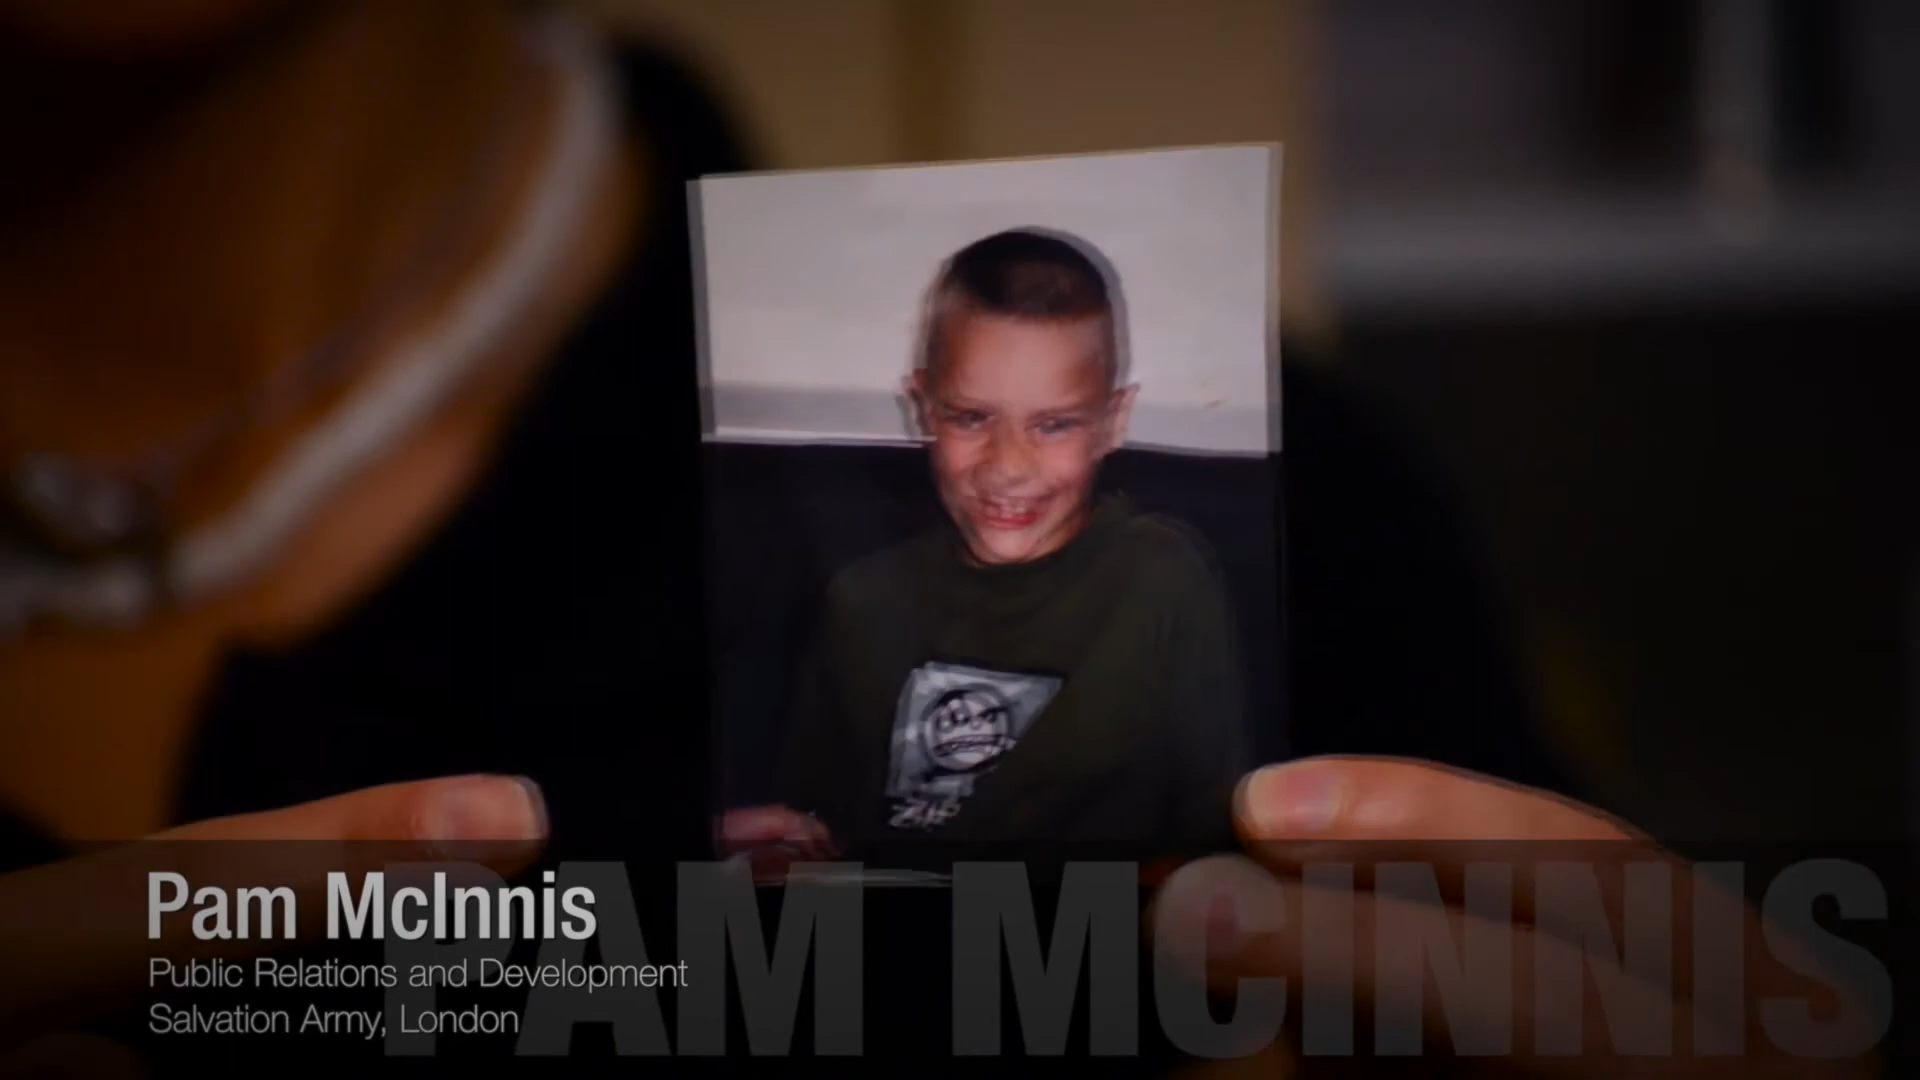 Pam McInnis
Public Relations and Development
Salvation Army, London
PAM MCINNIS